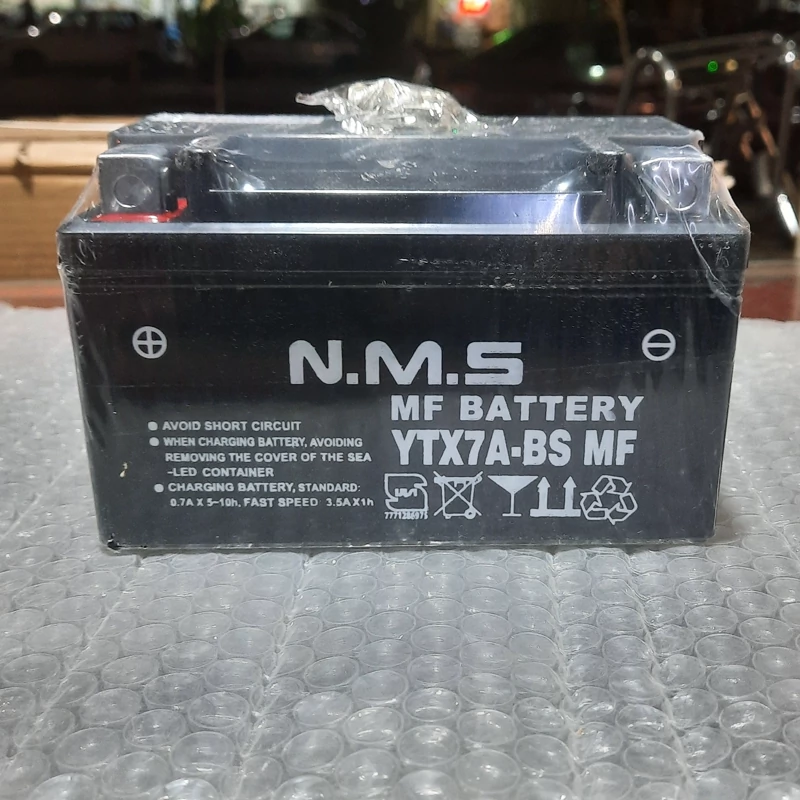 N.M.S
MF BATTERY
YTX7A-BS MF
AVOID SHORT CIRCUIT
WHEN CHARGING BATTERY, AVOIDING
REMOVING THE COVER OF THE SEA
-LED CONTAINER
CHARGING BATTERY, STANDARD:
0.7A X 5~10h, FAST SPEED 3.5A X 1h